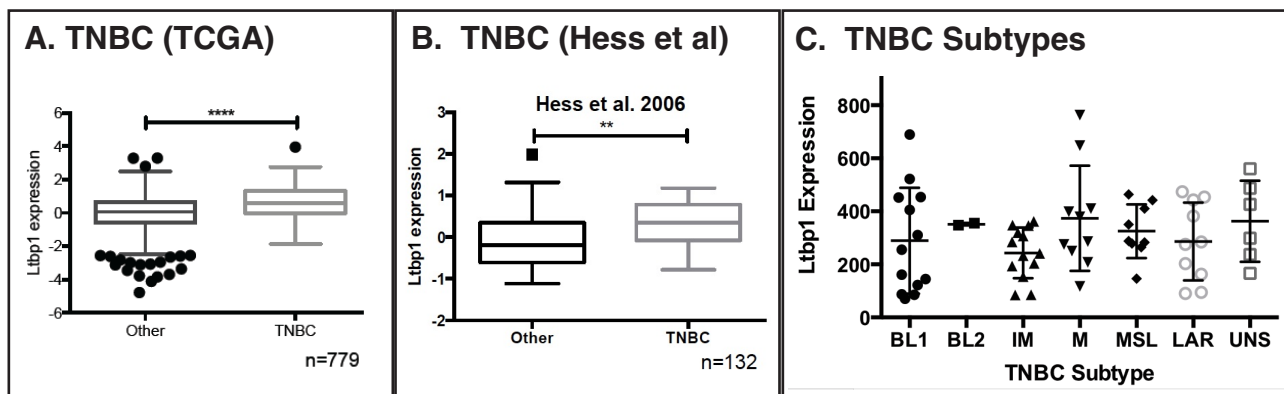 A. TNBC (TCGA)
6
4
2
0
-2
-4
-6
Ltbp1 expression
****
Other
TNBC
n=779
B. TNBC (Hess et al)
Hess et al. 2006
3
2
1
0
-1
-2
Ltbp1 expression
**
Other
TNBC
n=132
C. TNBC Subtypes
800
600
400
200
0
Ltbp1 Expression
BL1 BL2 IM M MSL LAR UNS
TNBC Subtype